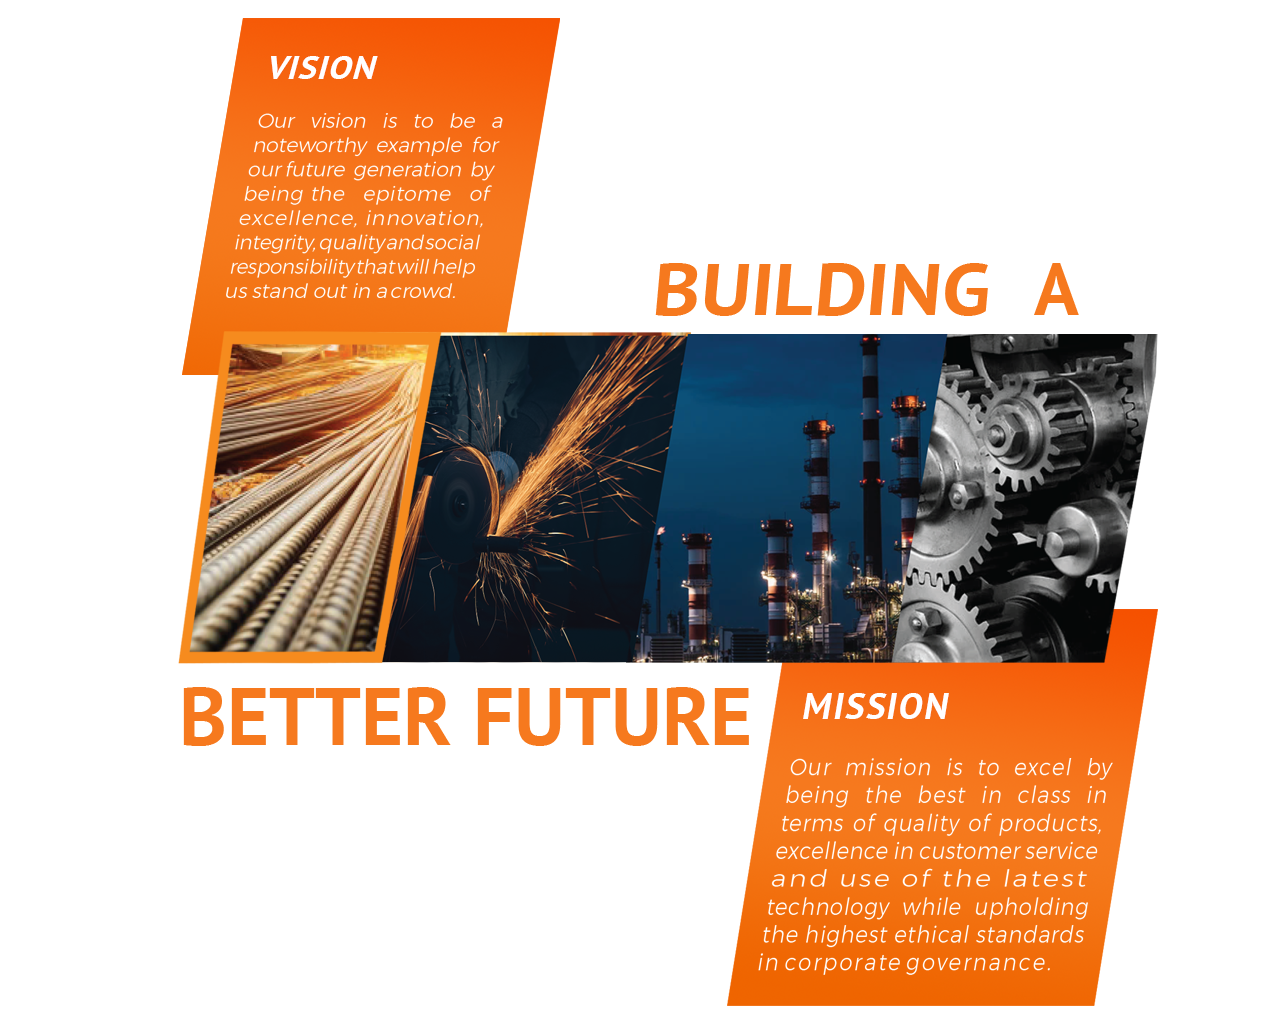 VISION
Our vision is to be a
noteworthy example for
our future generation by
being the epitome of
excellence, innovation,
integrity, quality and social
responsibility that will help
us stand out in a crowd.
BUILDING A
BETTER FUTURE
MISSION
Our mission is to excel by
being the best in class in
terms of quality of products,
excellence in customer service
and use of the latest
technology while upholding
the highest ethical standards
in corporate governance.